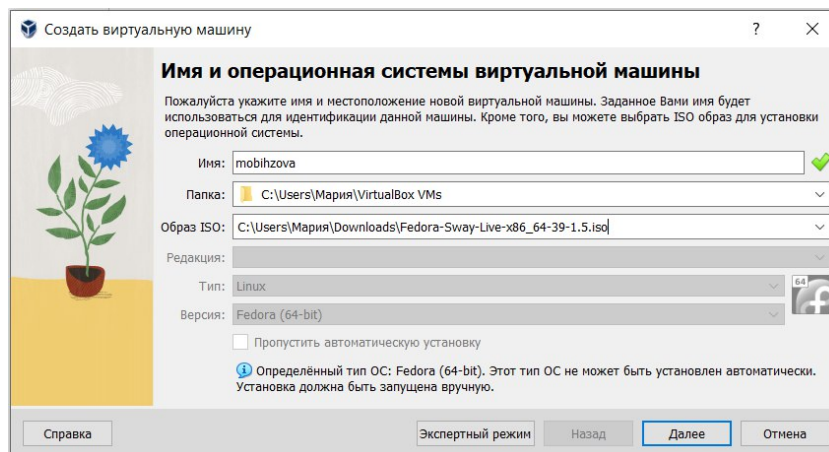 Создать виртуальную машину
?
Имя и операционная системы виртуальной машины
Пожалуйста укажите имя и местоположение новой виртуальной машины. Заданное Вами имя будет
использоваться для идентификации данной машины. Кроме того, вы можете выбрать ISO образ для установки
операционной системы.
Имя: mobihzova
Папка: C:\Users\Мария\VirtualBox VMs
Образ ISO: C:\Users\Мария\Downloads\Fedora-Sway-Live-x86_64-39-1.5.iso
Редакция:
Тип: Linux
64
Версия: Fedora (64-bit)
Пропустить автоматическую установку
Определённый тип ОС: Fedora (64-bit). Этот тип ОС не может быть установлен автоматически.
Установка должна быть запущена вручную.
Справка Экспертный режим Назад Далее Отмена